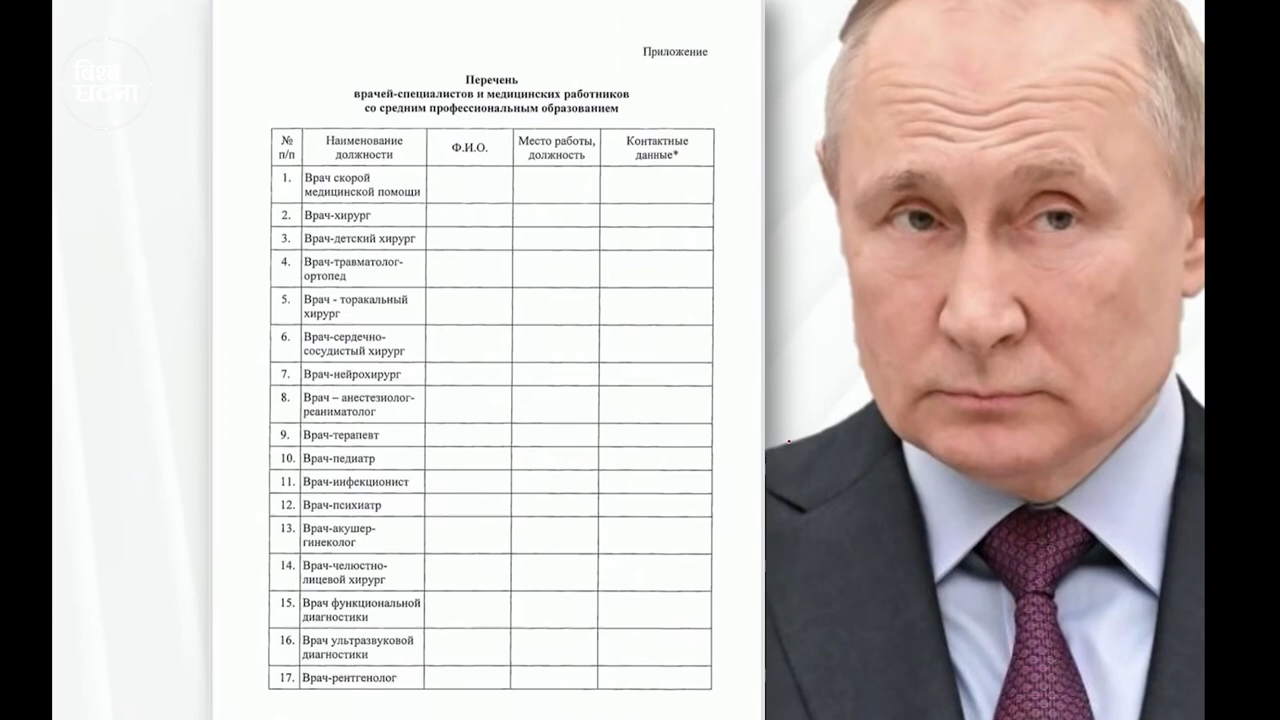 विश्व
घटना
Приложение
Перечень
врачей-специалистов и медицинских работников
со средним профессиональным образованием
№ п/п
Наименование должности
Ф.И.О.
Место работы, должность
Контактные данные*
1. Врач скорой
медицинской помощи
2. Врач-хирург
3. Врач-детский хирург
4. Врач-травматолог-
ортопед
5. Врач - торакальный
хирург
6. Врач-сердечно-
сосудистый хирург
7. Врач-нейрохирург
8. Врач – анестезиолог-
реаниматолог
9. Врач-терапевт
10. Врач-педиатр
11. Врач-инфекционист
12. Врач-психиатр
13. Врач-акушер-
гинеколог
14. Врач-челюстно-
лицевой хирург
15. Врач функциональной
диагностики
16. Врач ультразвуковой
диагностики
17. Врач-рентгенолог